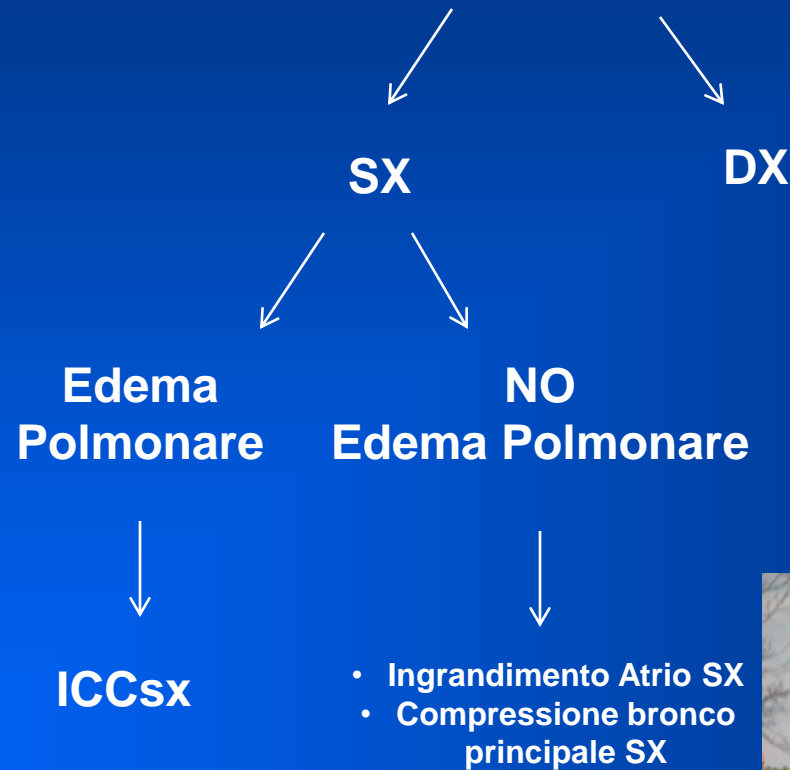 SX
DX
Edema
Polmonare
NO
Edema Polmonare
ICCsx
• Ingrandimento Atrio SX
• Compressione bronco
principale SX